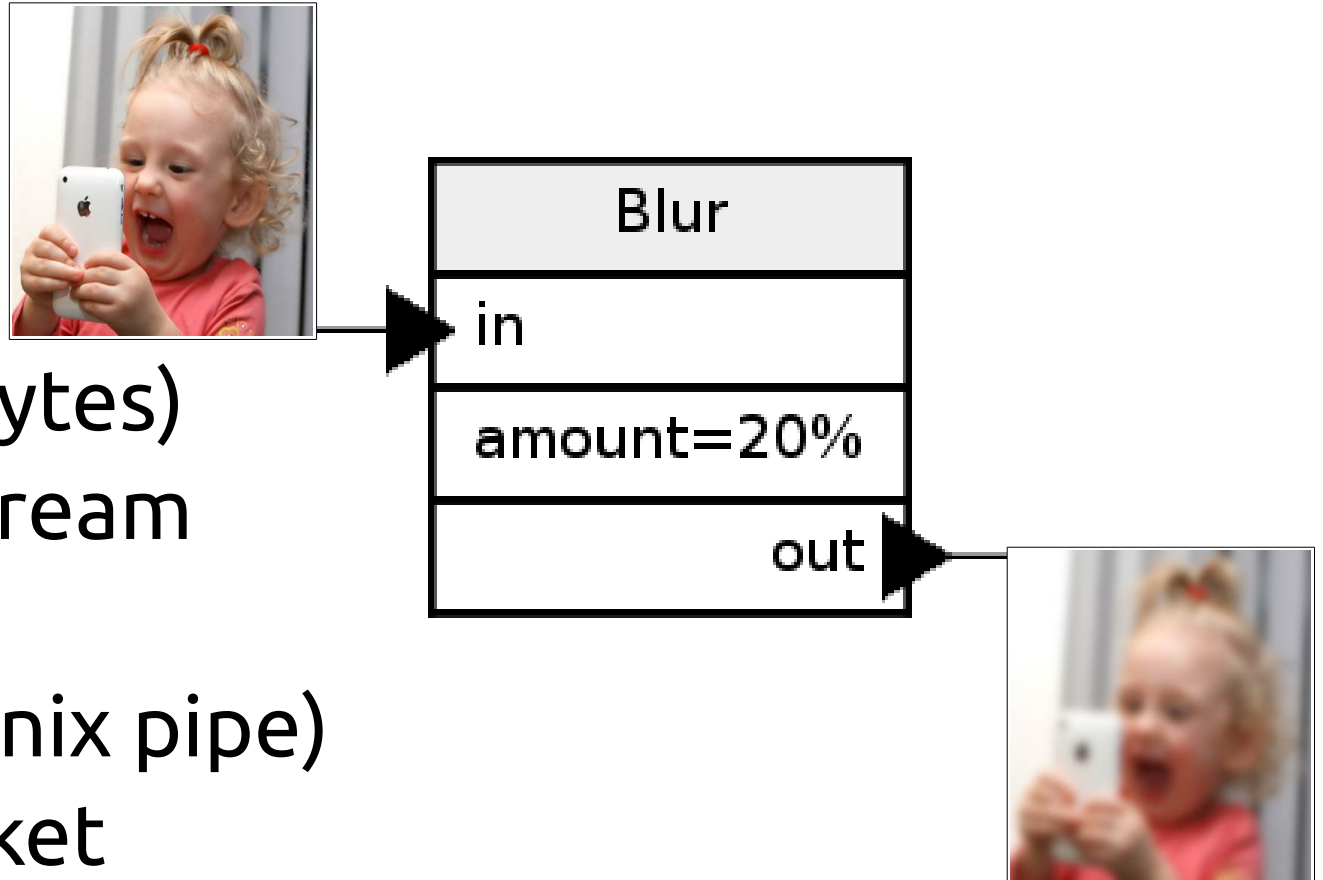 Blur
in
amount=20%
out
ytes)
ream
nix pipe)
ket